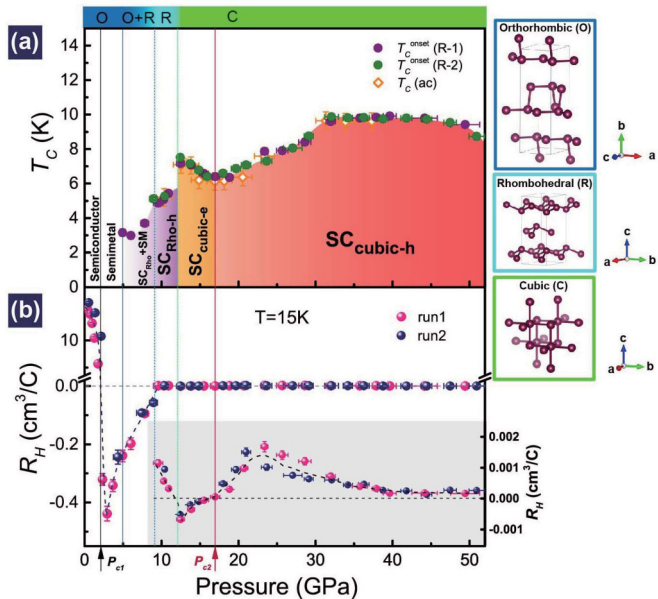 O
O+R
R
C
(a)
T_C^onset (R-1)
T_C^onset (R-2)
T_C (ac)
14
12
10
8
6
4
2
0
T_C (K)
Semiconductor
Semimetal
SC_Rho+SM
SC_Rho-h
SC_cubic-e
SC_cubic-h
Orthorhombic (O)
b
c
a
Rhombohedral (R)
c
a
b
Cubic (C)
c
a
b
(b)
T=15K
run1
run2
10
0.0
-0.2
-0.4
R_H (cm³/C)
0.002
0.001
0.000
-0.001
R_H (cm³/C)
0
10
20
30
40
50
P_c1
P_c2
Pressure (GPa)